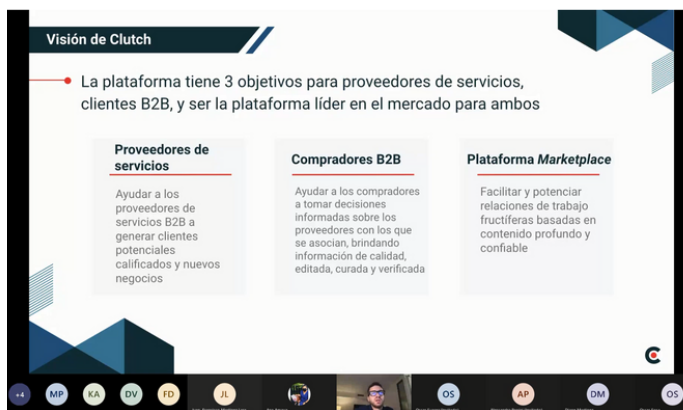 Visión de Clutch
La plataforma tiene 3 objetivos para proveedores de servicios,
clientes B2B, y ser la plataforma líder en el mercado para ambos
Proveedores de
servicios
Ayudar a los
proveedores de
servicios B2B a
generar clientes
potenciales
calificados y nuevos
negocios
Compradores B2B
Ayudar a los compradores
a tomar decisiones
informadas sobre los
proveedores con los que
se asocian, brindando
información de calidad,
editada, curada y verificada
Plataforma Marketplace
Facilitar y potenciar
relaciones de trabajo
fructíferas basadas en
contenido profundo y
confiable
+4 MP KA DV FD JL OS AP DM OS